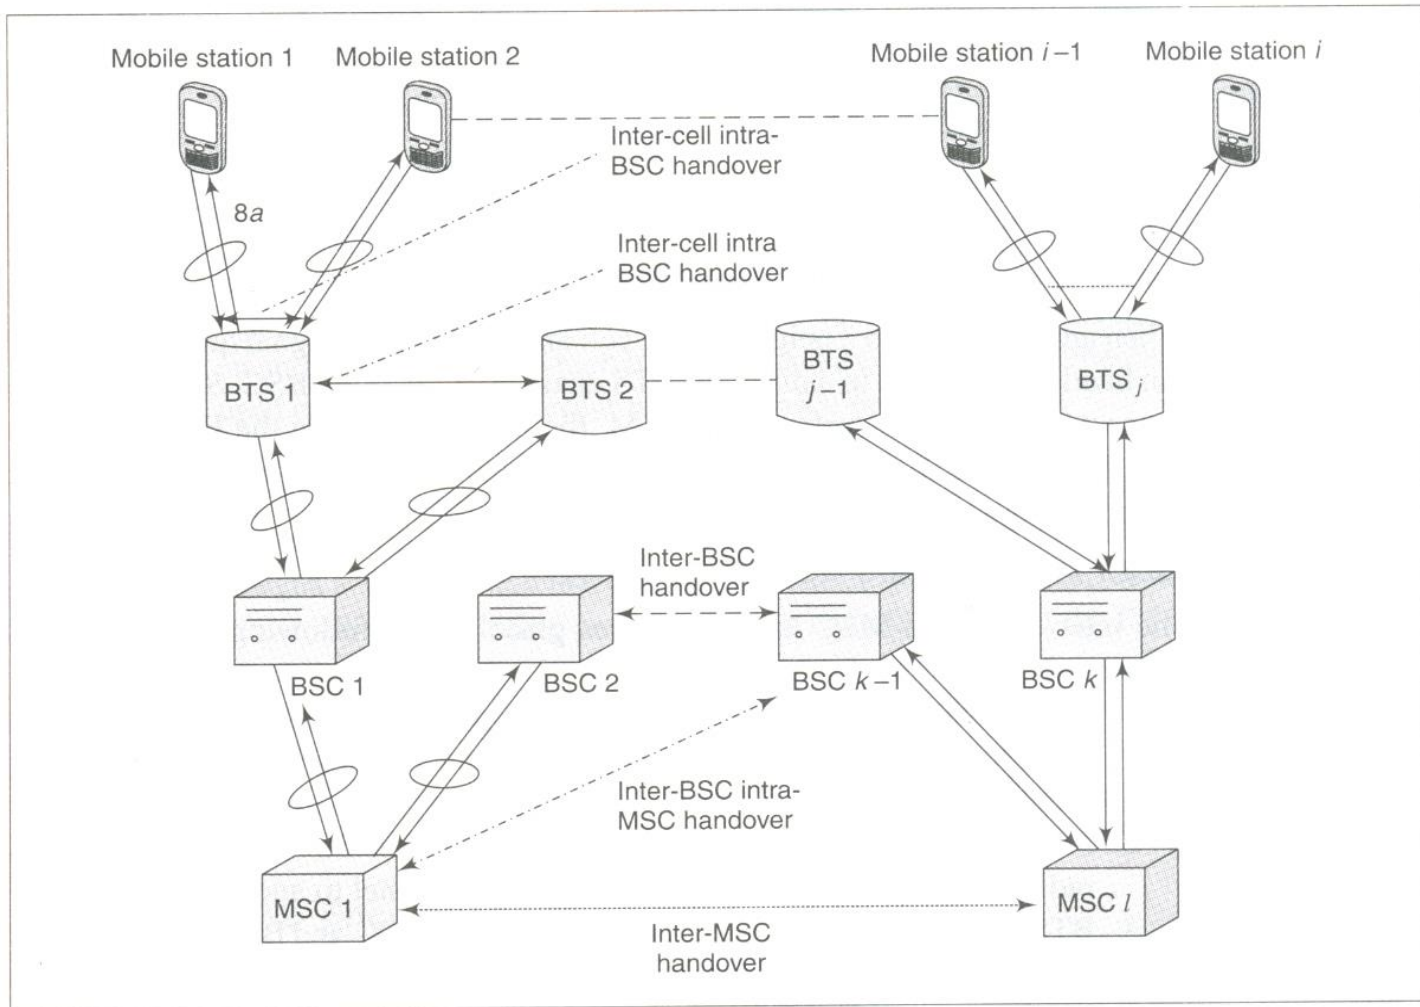 Mobile station 1
Mobile station 2
Mobile station i–1
Mobile station i
Inter-cell intra-
BSC handover
8a
Inter-cell intra
BSC handover
BTS 1
BTS 2
BTS
j–1
BTS j
Inter-BSC
handover
BSC 1
BSC 2
BSC k–1
BSC k
Inter-BSC intra-
MSC handover
MSC 1
MSC l
Inter-MSC
handover